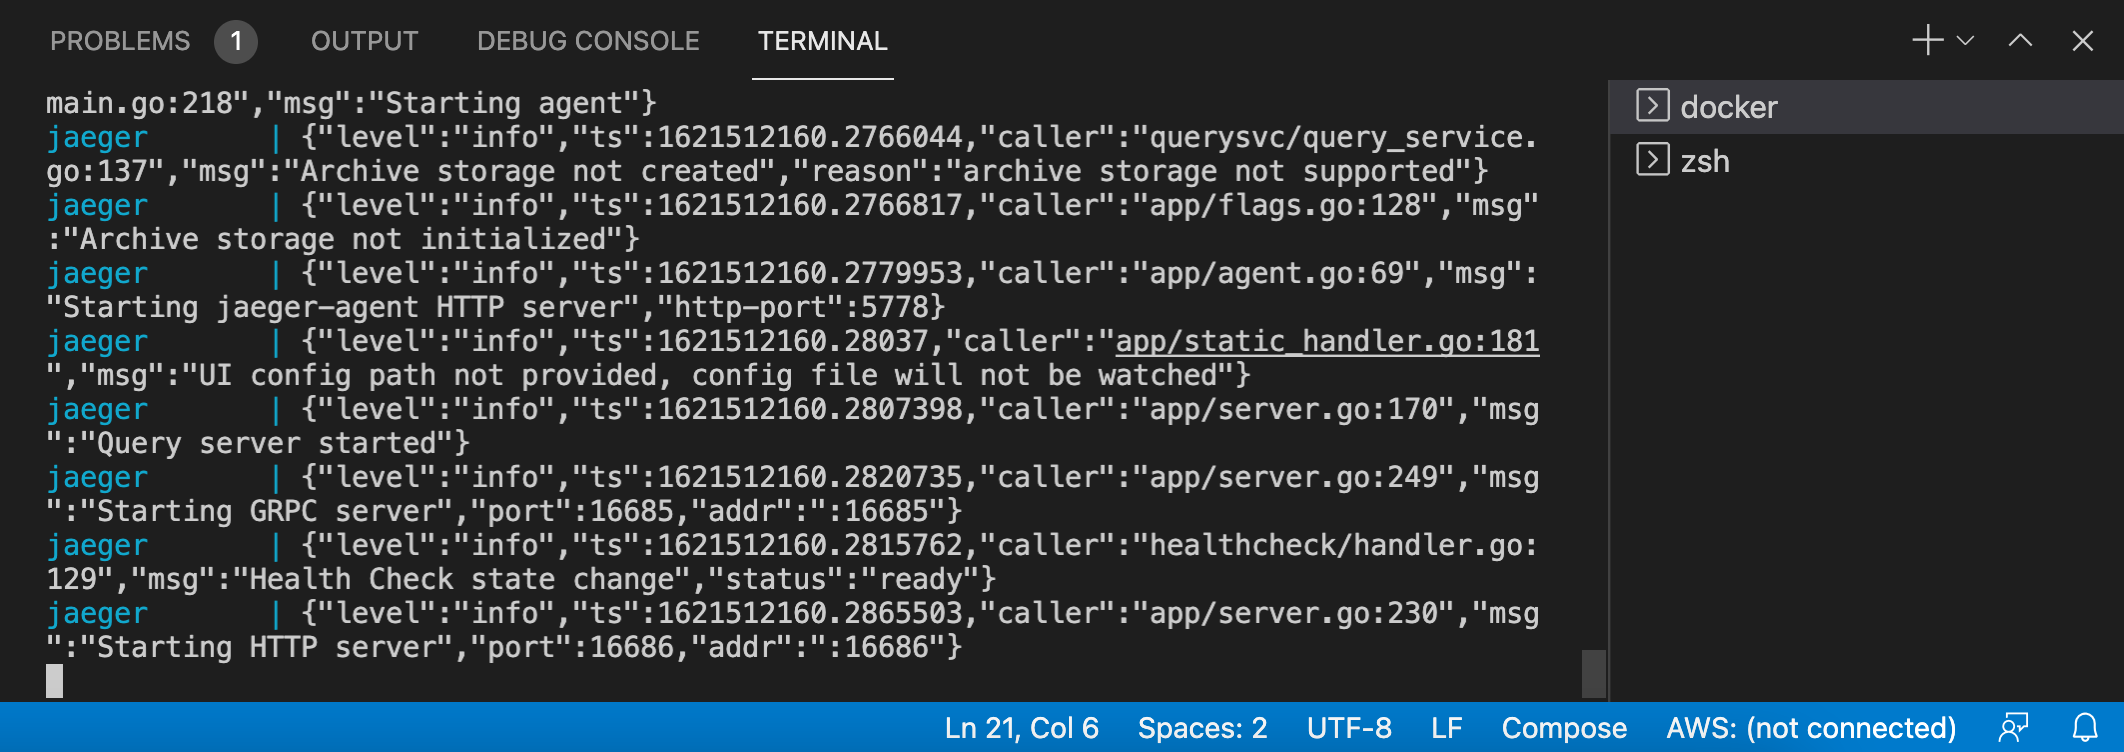 PROBLEMS 1 OUTPUT DEBUG CONSOLE TERMINAL
main.go:218","msg":"Starting agent"}
jaeger | {"level":"info","ts":1621512160.2766044,"caller":"querysvc/query_service.
go:137","msg":"Archive storage not created","reason":"archive storage not supported"}
jaeger | {"level":"info","ts":1621512160.2766817,"caller":"app/flags.go:128","msg"
:"Archive storage not initialized"}
jaeger | {"level":"info","ts":1621512160.2779953,"caller":"app/agent.go:69","msg":
"Starting jaeger-agent HTTP server","http-port":5778}
jaeger | {"level":"info","ts":1621512160.28037,"caller":"app/static_handler.go:181
","msg":"UI config path not provided, config file will not be watched"}
jaeger | {"level":"info","ts":1621512160.2807398,"caller":"app/server.go:170","msg
":"Query server started"}
jaeger | {"level":"info","ts":1621512160.2820735,"caller":"app/server.go:249","msg
":"Starting GRPC server","port":16685,"addr":":16685"}
jaeger | {"level":"info","ts":1621512160.2815762,"caller":"healthcheck/handler.go:
129","msg":"Health Check state change","status":"ready"}
jaeger | {"level":"info","ts":1621512160.2865503,"caller":"app/server.go:230","msg
":"Starting HTTP server","port":16686,"addr":":16686"}
docker
zsh
Ln 21, Col 6 Spaces: 2 UTF-8 LF Compose AWS: (not connected)